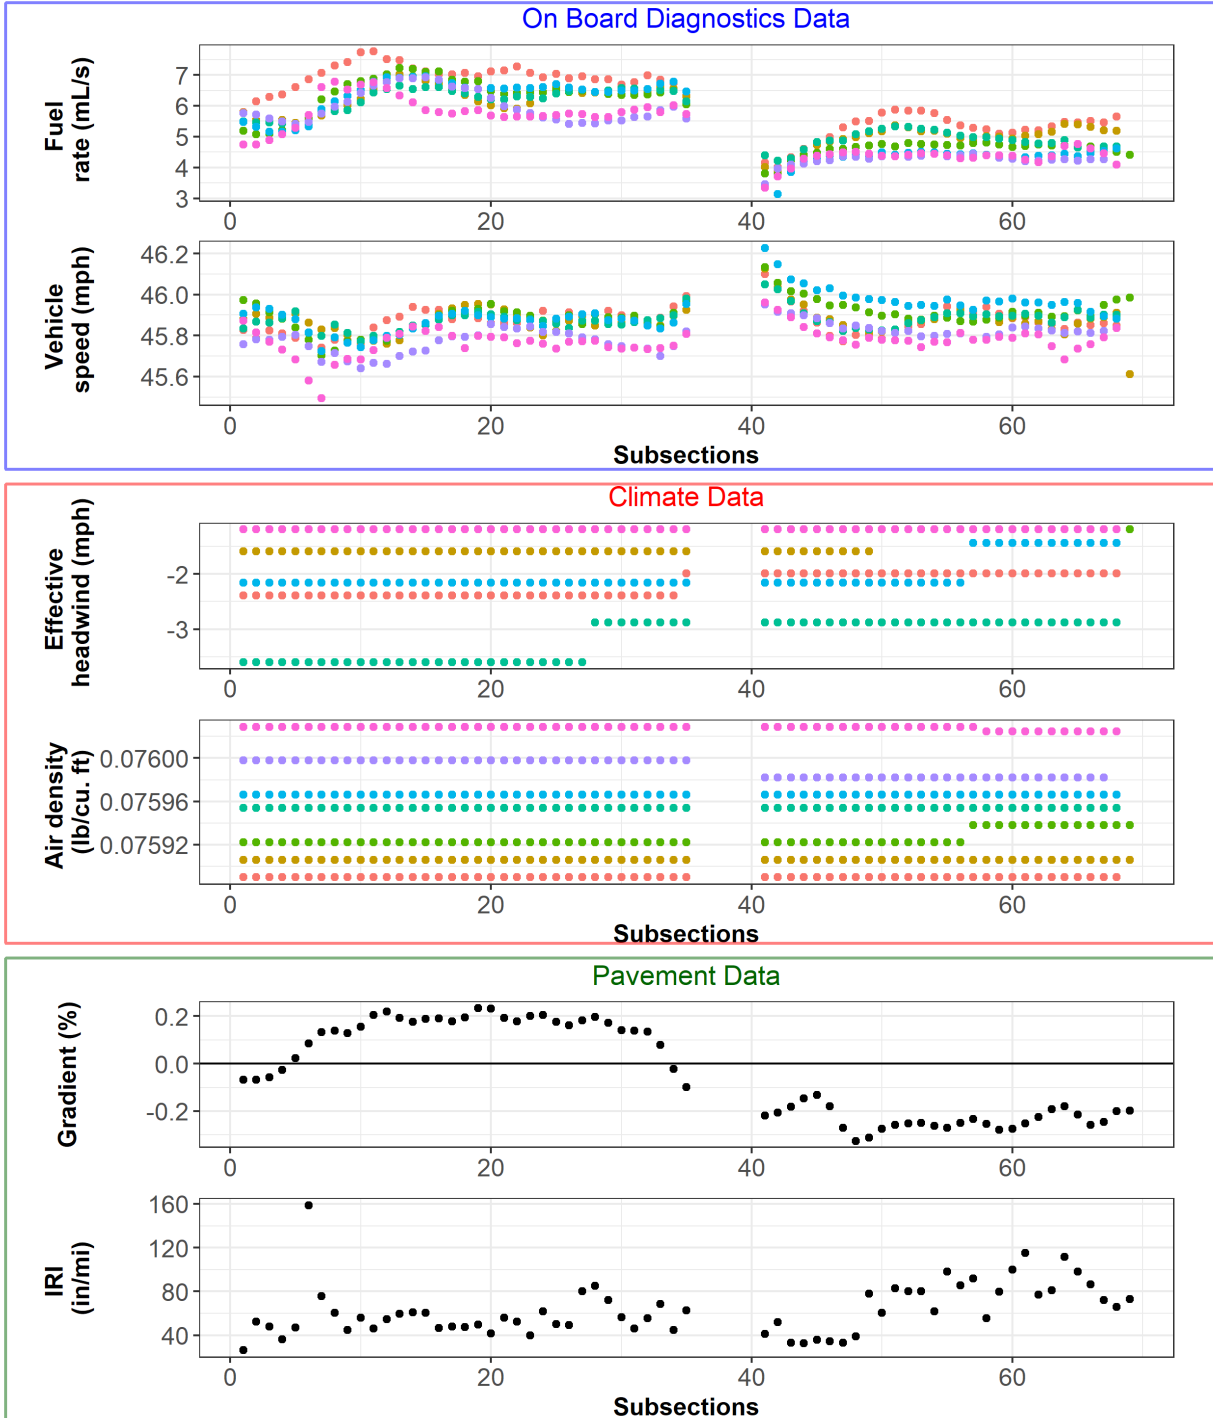 On Board Diagnostics Data
Fuel
rate (mL/s)
7
6
5
4
3
0 20 40 60
Vehicle
speed (mph)
46.2
46.0
45.8
45.6
0 20 40 60
Subsections
Climate Data
Effective
headwind (mph)
-2
-3
0 20 40 60
Air density
(lb/cu. ft)
0.07600
0.07596
0.07592
0 20 40 60
Subsections
Pavement Data
Gradient (%)
0.2
0.0
-0.2
0 20 40 60
IRI
(in/mi)
160
120
80
40
0 20 40 60
Subsections